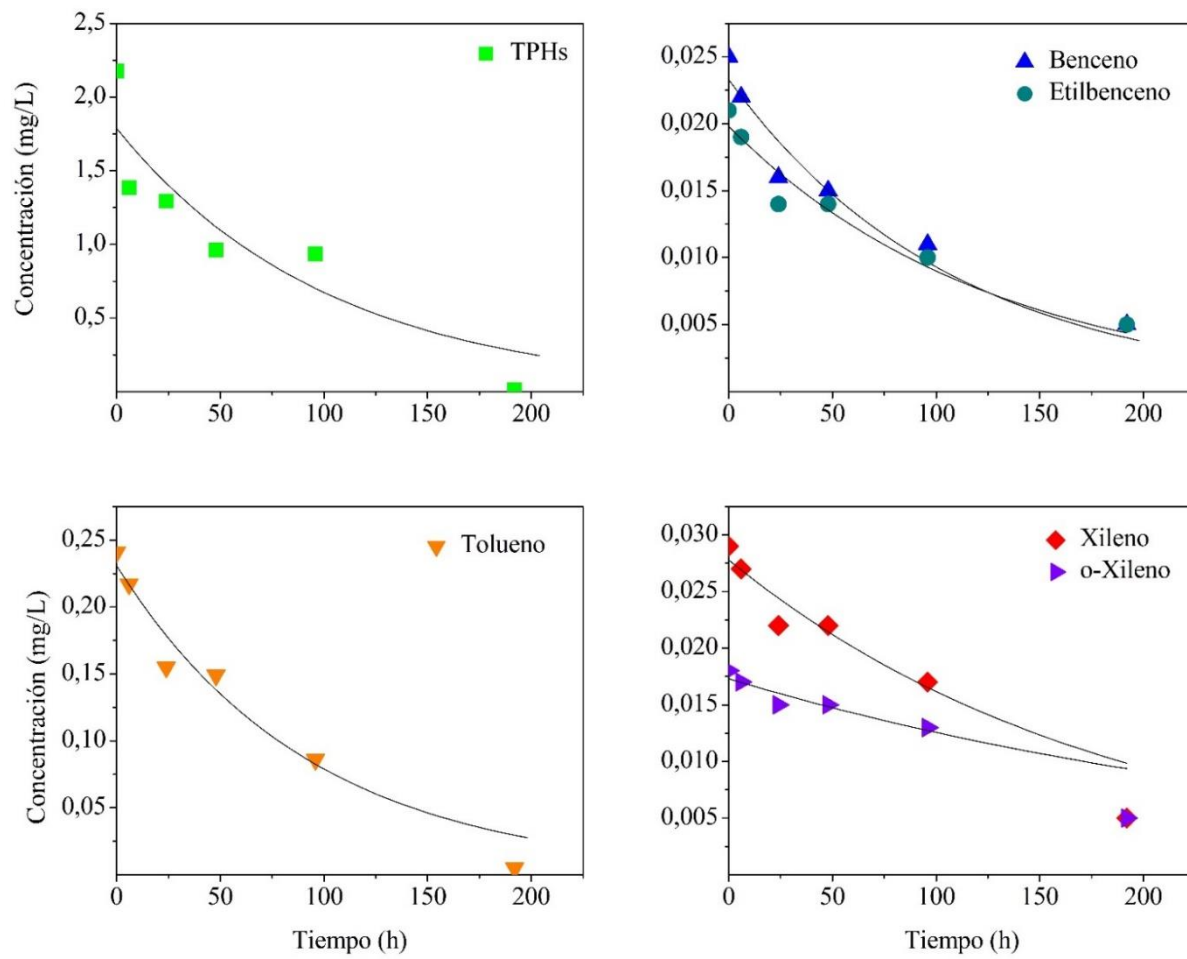 2,5
2,0
1,5
1,0
0,5
Concentración (mg/L)
TPHs
0 50 100 150 200
0,025
0,020
0,015
0,010
0,005
Benceno
Etilbenceno
0 50 100 150 200
0,25
0,20
0,15
0,10
0,05
Concentración (mg/L)
Tolueno
0 50 100 150 200
Tiempo (h)
0,030
0,025
0,020
0,015
0,010
0,005
Xileno
o-Xileno
0 50 100 150 200
Tiempo (h)